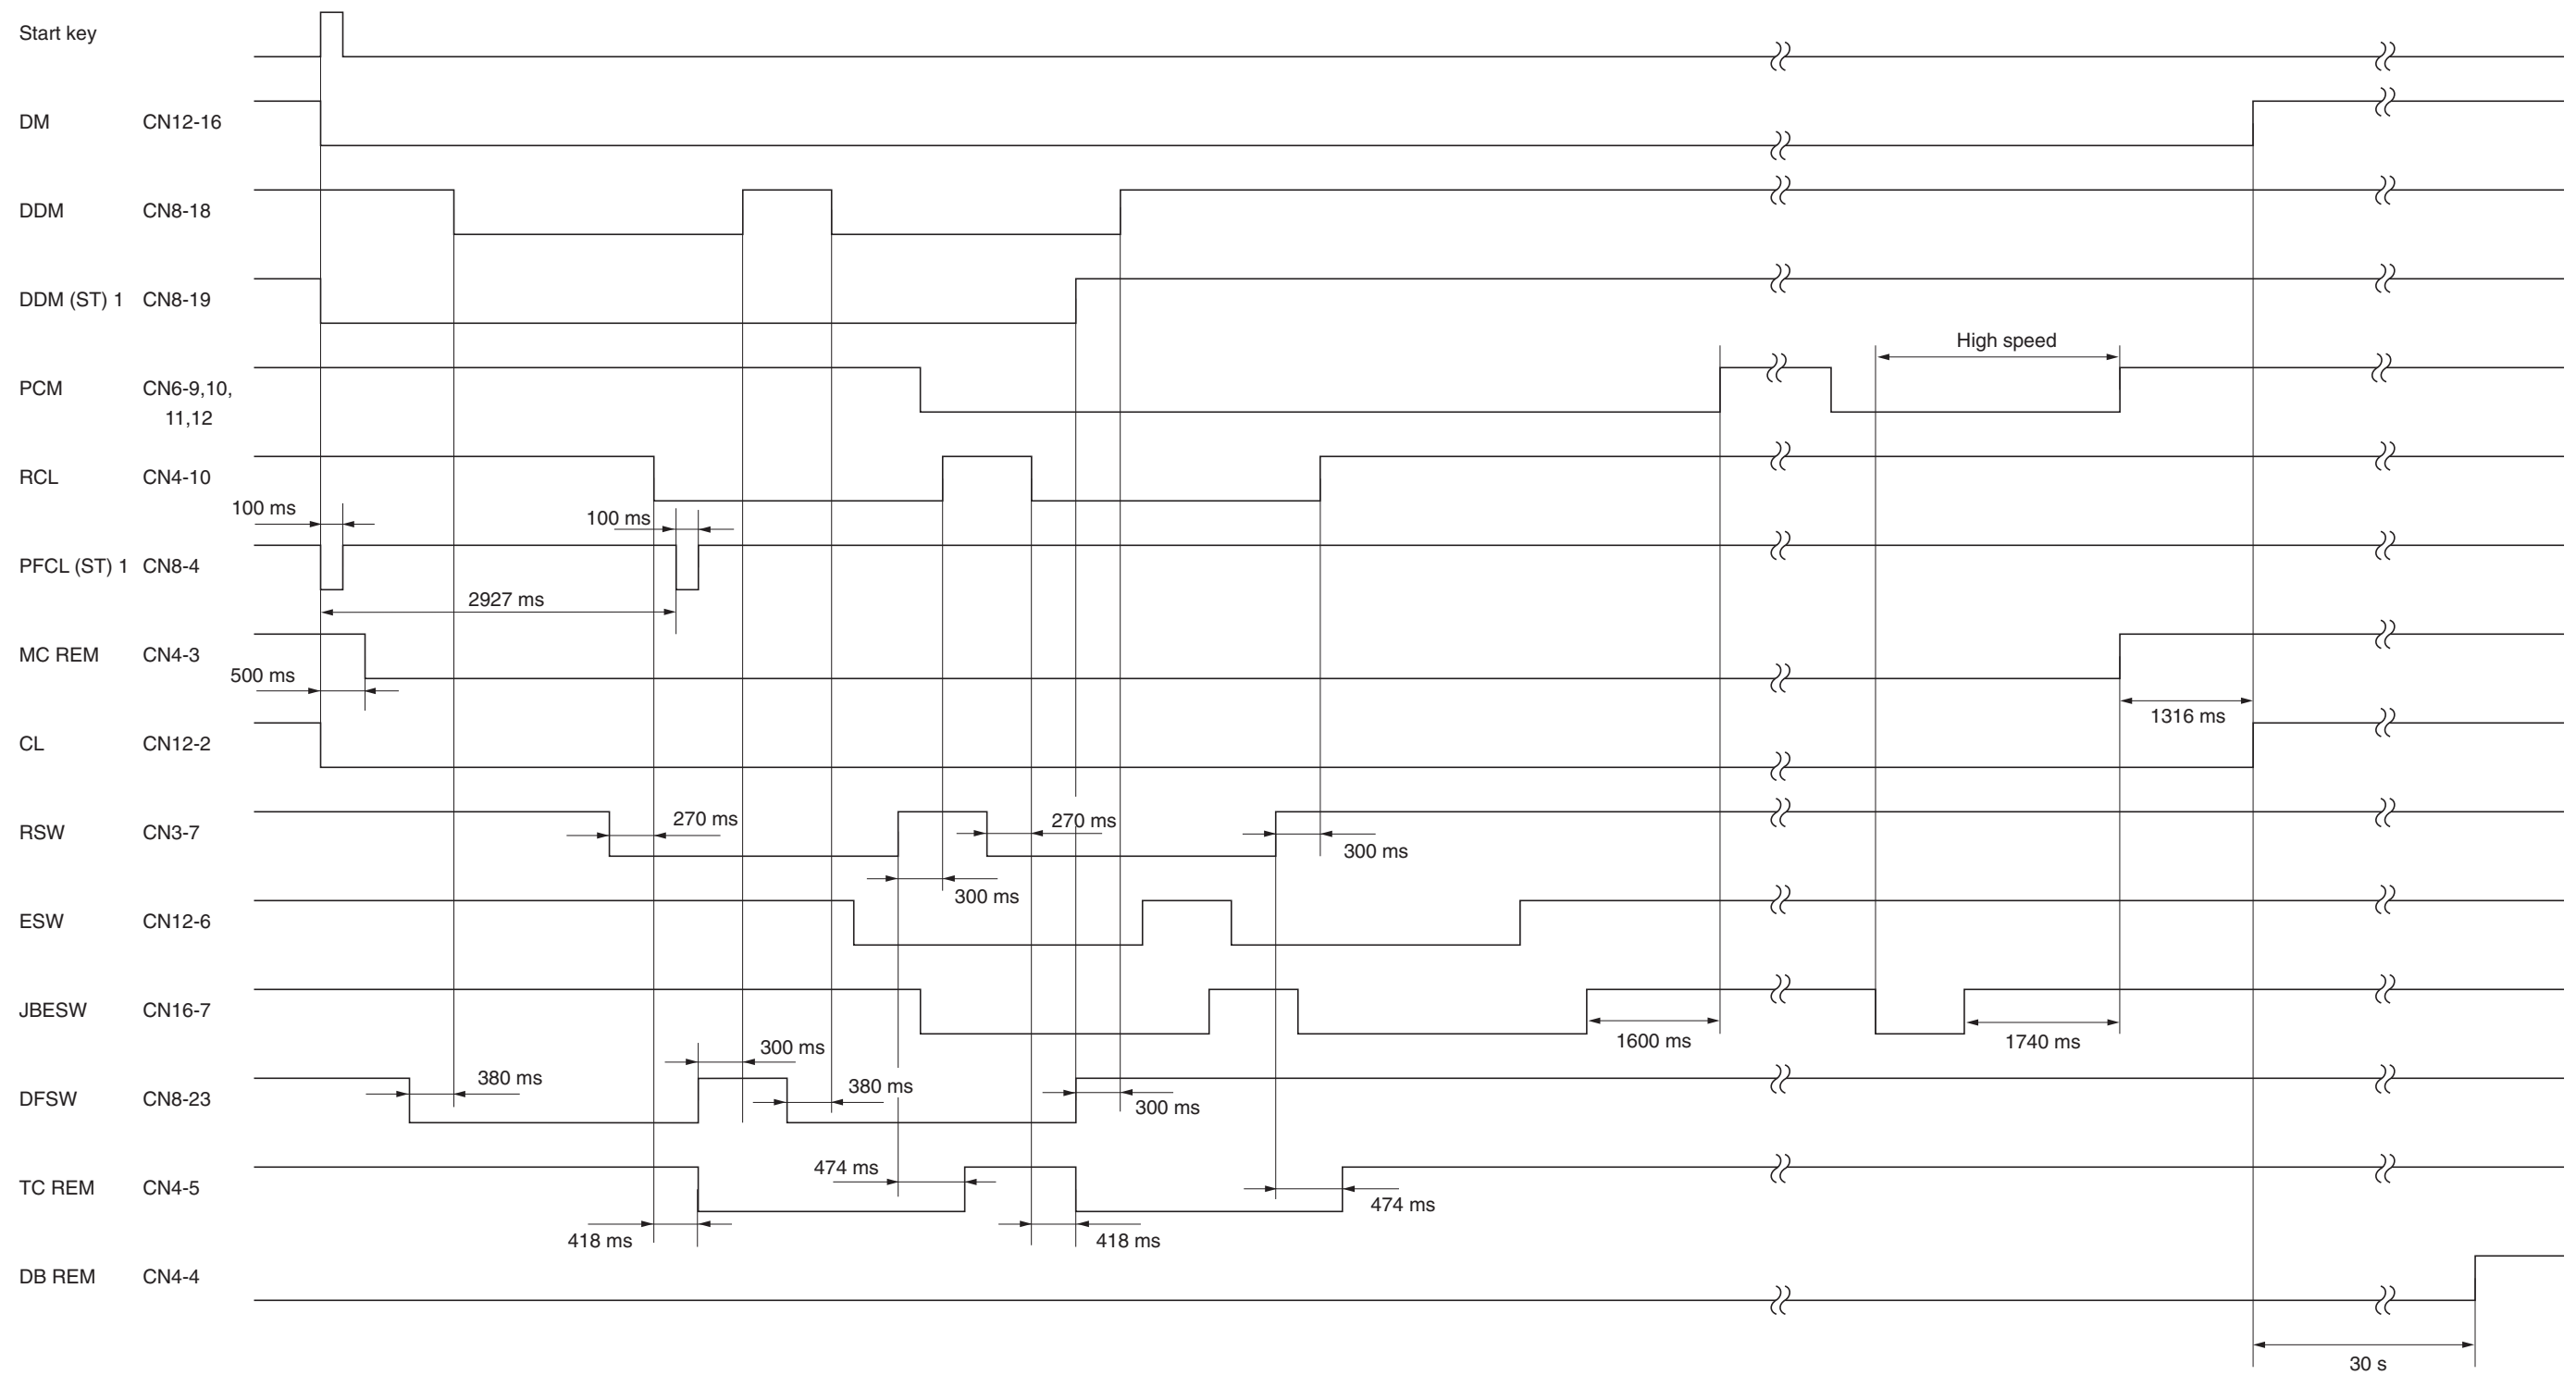 Start key
DM CN12-16
DDM CN8-18
DDM (ST) 1 CN8-19
High speed
PCM CN6-9,10,
11,12
RCL CN4-10
100 ms
100 ms
PFCL (ST) 1 CN8-4
2927 ms
MC REM CN4-3
500 ms
1316 ms
CL CN12-2
RSW CN3-7
270 ms
270 ms
300 ms
300 ms
ESW CN12-6
JBESW CN16-7
1600 ms
1740 ms
300 ms
380 ms
380 ms
300 ms
DFSW CN8-23
474 ms
TC REM CN4-5
474 ms
418 ms
418 ms
DB REM CN4-4
30 s